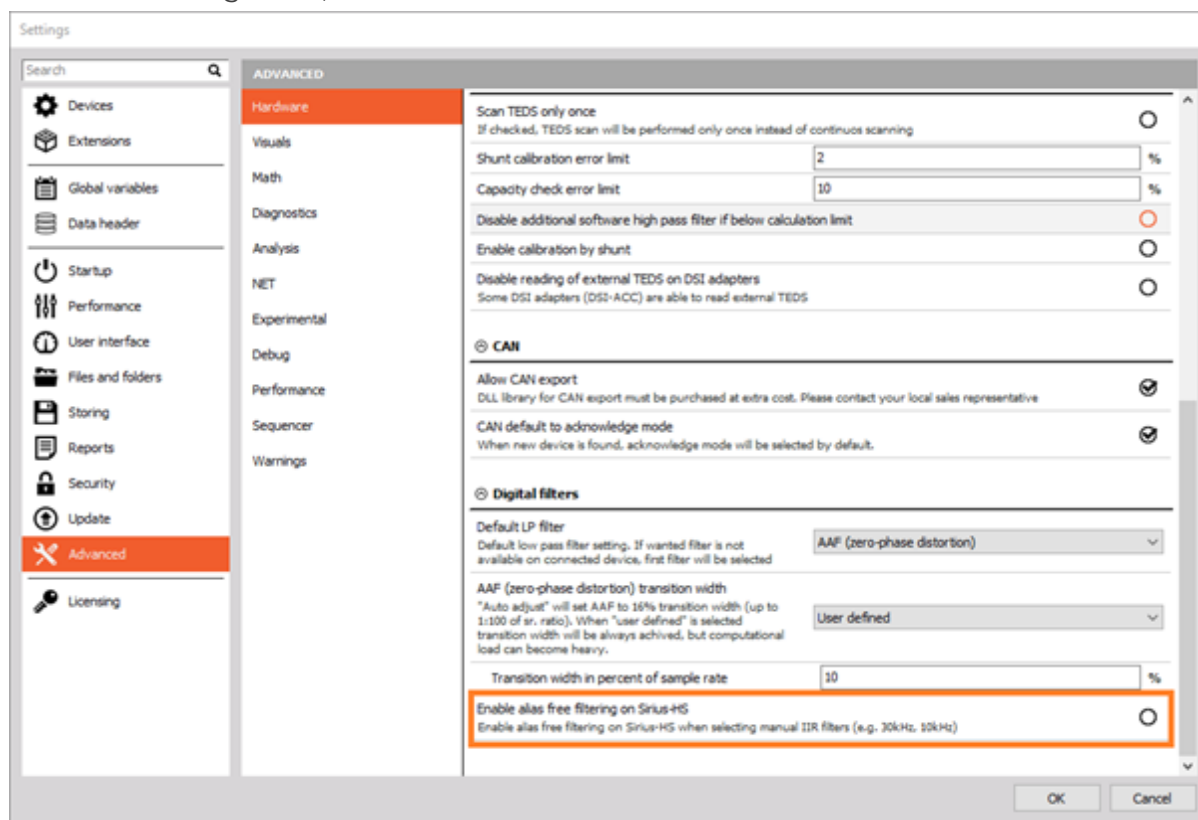 Settings
Search
Devices
Extensions
Global variables
Data header
Startup
Performance
User interface
Files and folders
Storing
Reports
Security
Update
Advanced
Licensing
ADVANCED
Hardware
Visuals
Math
Diagnostics
Analysis
NET
Experimental
Debug
Performance
Sequencer
Warnings
Scan TEDS only once
If checked, TEDS scan will be performed only once instead of continuos scanning
Shunt calibration error limit 2 %
Capacity check error limit 10 %
Disable additional software high pass filter if below calculation limit
Enable calibration by shunt
Disable reading of external TEDS on DSI adapters
Some DSI adapters (DSI-ACC) are able to read external TEDS
CAN
Allow CAN export
DLL library for CAN export must be purchased at extra cost. Please contact your local sales representative
CAN default to acknowledge mode
When new device is found, acknowledge mode will be selected by default.
Digital filters
Default LP filter
Default low pass filter setting. If wanted filter is not
available on connected device, first filter will be selected
AAF (zero-phase distortion)
AAF (zero-phase distortion) transition width
"Auto adjust" will set AAF to 16% transition width (up to
1:100 of sr. ratio). When "user defined" is selected
transition width will be always achived, but computational
load can become heavy.
User defined
Transition width in percent of sample rate 10 %
Enable alias free filtering on Sirius-HS
Enable alias free filtering on Sirius-HS when selecting manual IIR filters (e.g. 30kHz, 10kHz)
OK
Cancel